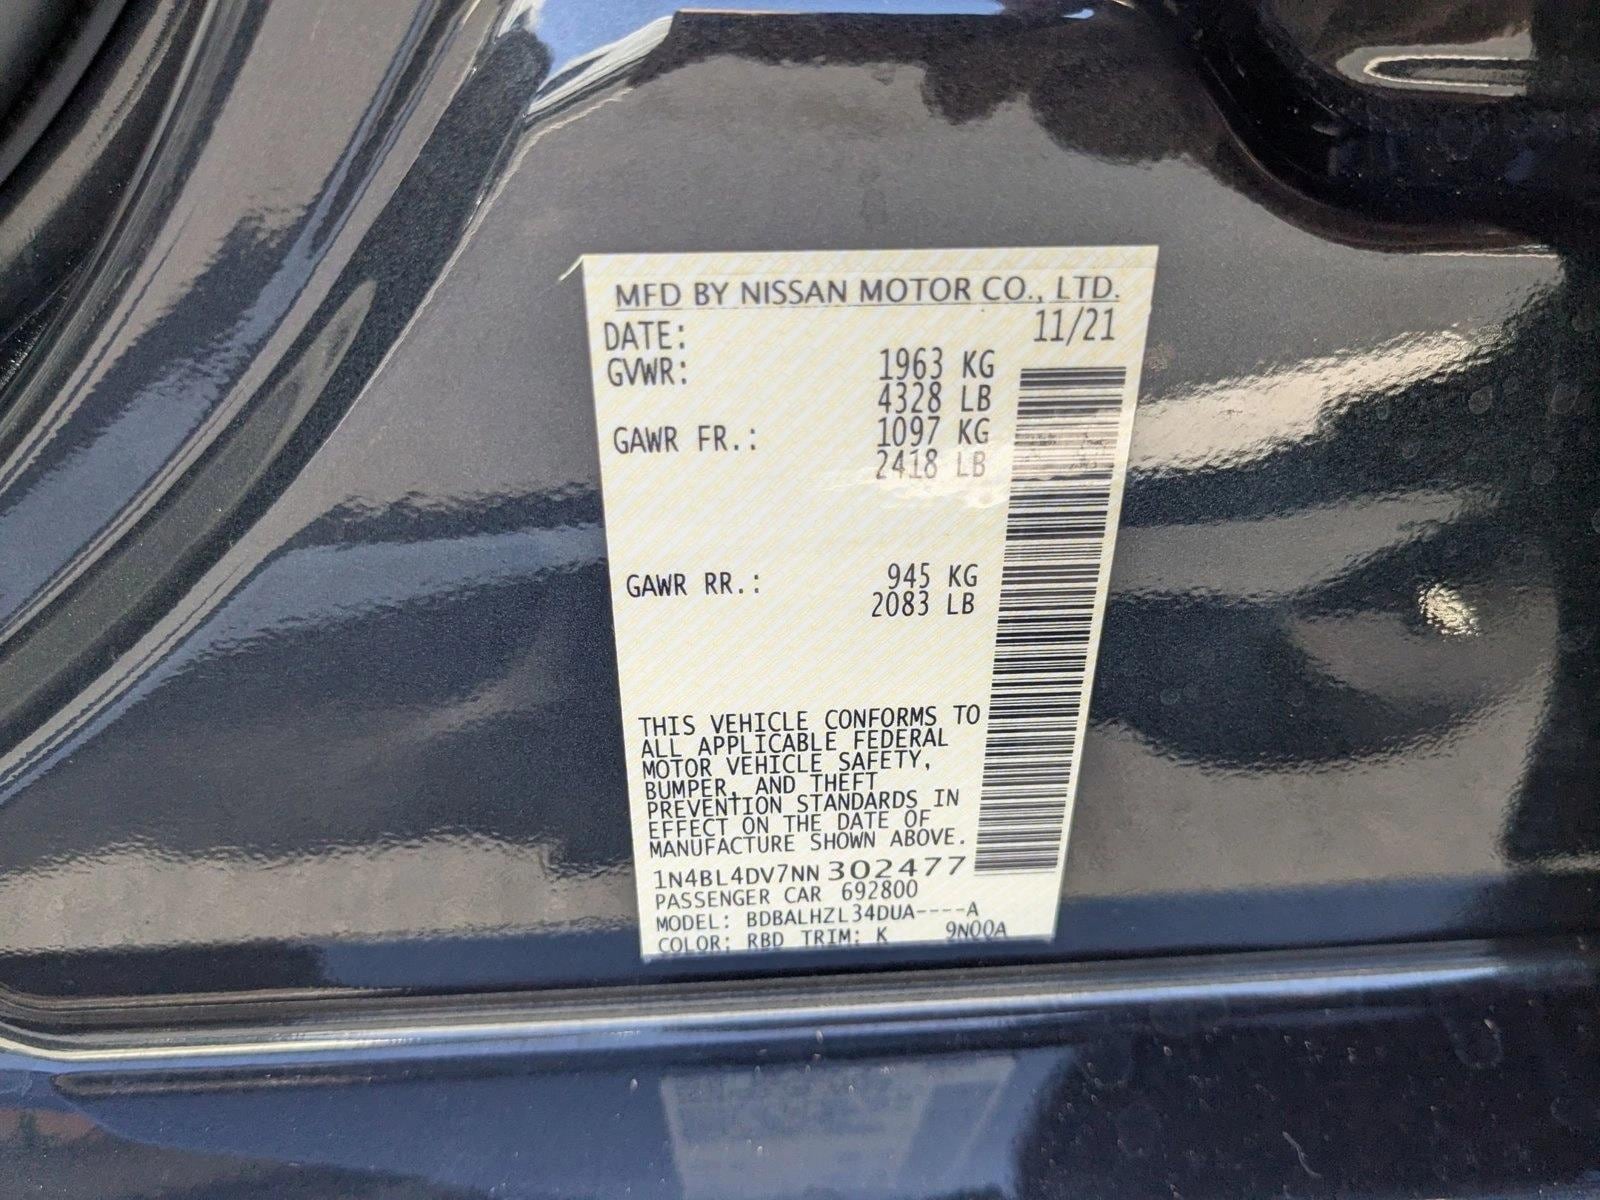 MFD BY NISSAN MOTOR CO., LTD.
DATE: 11/21
GVWR: 1963 KG
4328 LB
GAWR FR.: 1097 KG
2418 LB
GAWR RR.: 945 KG
2083 LB
THIS VEHICLE CONFORMS TO
ALL APPLICABLE FEDERAL
MOTOR VEHICLE SAFETY,
BUMPER, AND THEFT
PREVENTION STANDARDS IN
EFFECT ON THE DATE OF
MANUFACTURE SHOWN ABOVE.
1N4BL4DV7NN302477
PASSENGER CAR 692800
MODEL: BDBALHZL34DUA----A
COLOR: RBD TRIM: K 9N00A